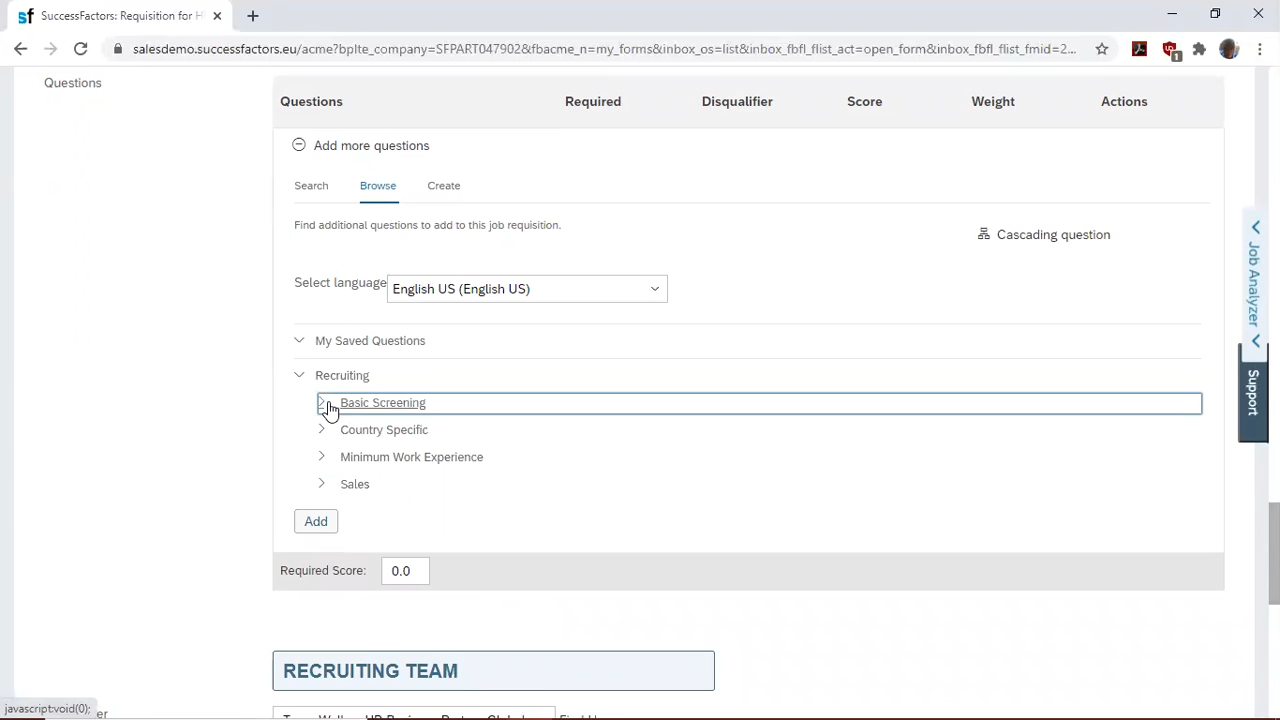 SuccessFactors: Requisition for H
salesdemo.successfactors.eu/acme?bplte_company=SFPART047902&fbacme_n=my_forms&inbox_os=list&inbox_fbfl_flist_act=open_form&inbox_fbfl_flist_fmid=2...
Questions
Questions Required Disqualifier Score Weight Actions
Add more questions
Search Browse Create
Find additional questions to add to this job requisition.
Cascading question
Select language English US (English US)
My Saved Questions
Recruiting
Basic Screening
Country Specific
Minimum Work Experience
Sales
Add
Required Score: 0.0
RECRUITING TEAM
Job Analyzer
Support
javascript:void(0);